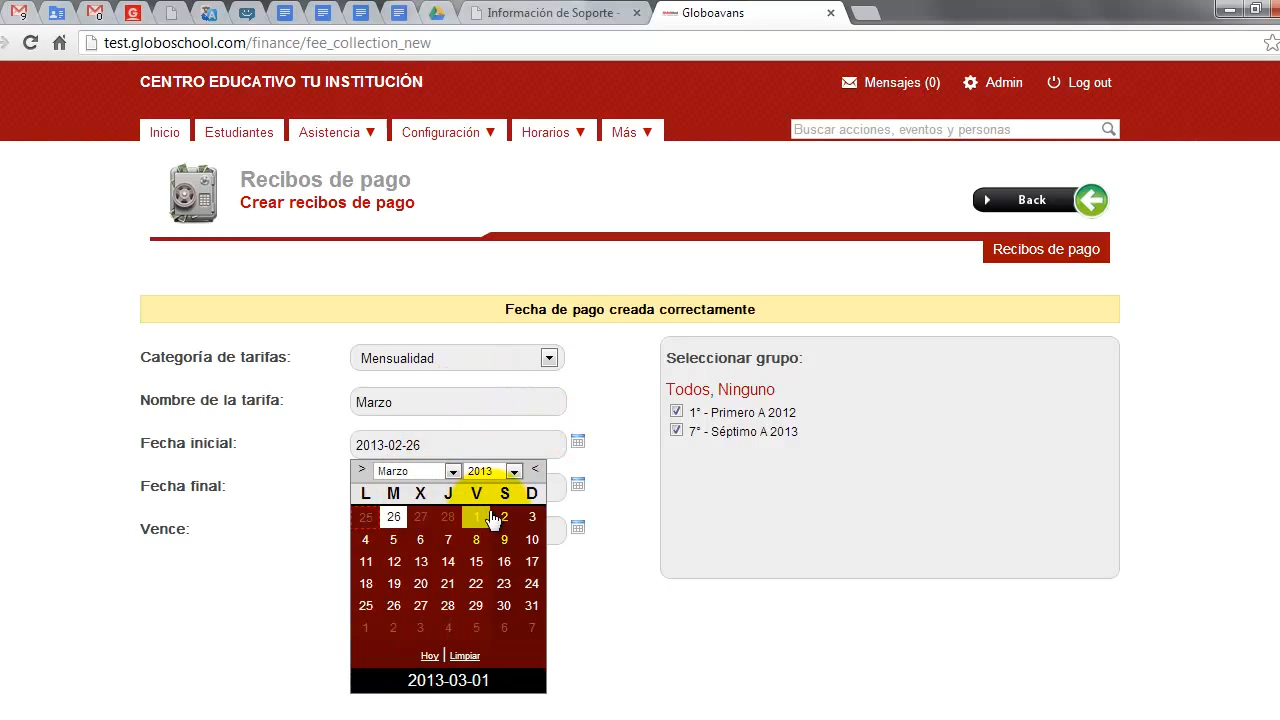 Información de Soporte -
Globoavans
test.globoschool.com/finance/fee_collection_new
CENTRO EDUCATIVO TU INSTITUCIÓN
Mensajes (0) Admin Log out
Inicio Estudiantes Asistencia ▼ Configuración ▼ Horarios ▼ Más ▼
Buscar acciones, eventos y personas
Recibos de pago
Crear recibos de pago
Back
Recibos de pago
Fecha de pago creada correctamente
Categoría de tarifas: Mensualidad
Nombre de la tarifa: Marzo
Fecha inicial: 2013-02-26
> Marzo 2013 <
L M X J V S D
25 26 27 28 1 2 3
4 5 6 7 8 9 10
11 12 13 14 15 16 17
18 19 20 21 22 23 24
25 26 27 28 29 30 31
1 2 3 4 5 6 7
Hoy | Limpiar
2013-03-01
Fecha final:
Vence:
Seleccionar grupo:
Todos, Ninguno
1° - Primero A 2012
7° - Séptimo A 2013